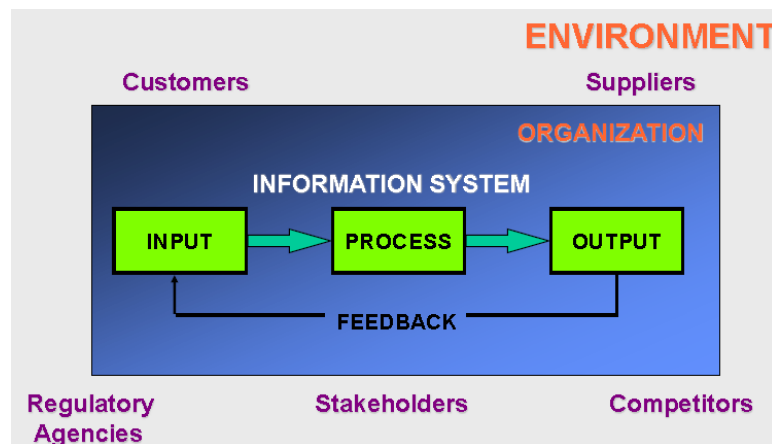 ENVIRONMENT
Customers Suppliers
ORGANIZATION
INFORMATION SYSTEM
INPUT PROCESS OUTPUT
FEEDBACK
Regulatory Stakeholders Competitors
Agencies